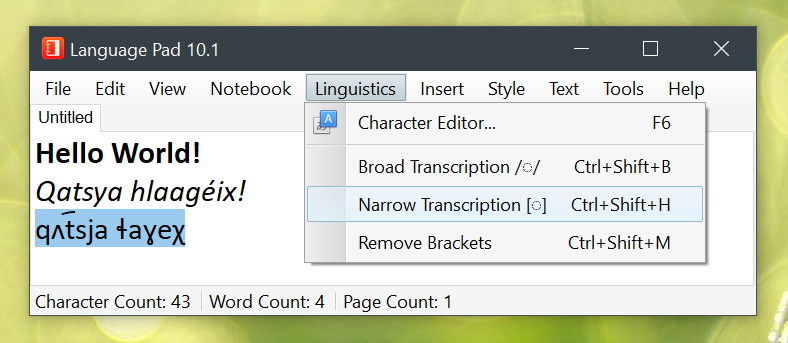 Language Pad 10.1
File Edit View Notebook Linguistics Insert Style Text Tools Help
Untitled
Character Editor... F6
Broad Transcription /◌/ Ctrl+Shift+B
Narrow Transcription [◌] Ctrl+Shift+H
Remove Brackets Ctrl+Shift+M
Hello World!
Qatsya hlaagéix!
qʌt͡sja ɬaɣeχ
Character Count: 43 Word Count: 4 Page Count: 1